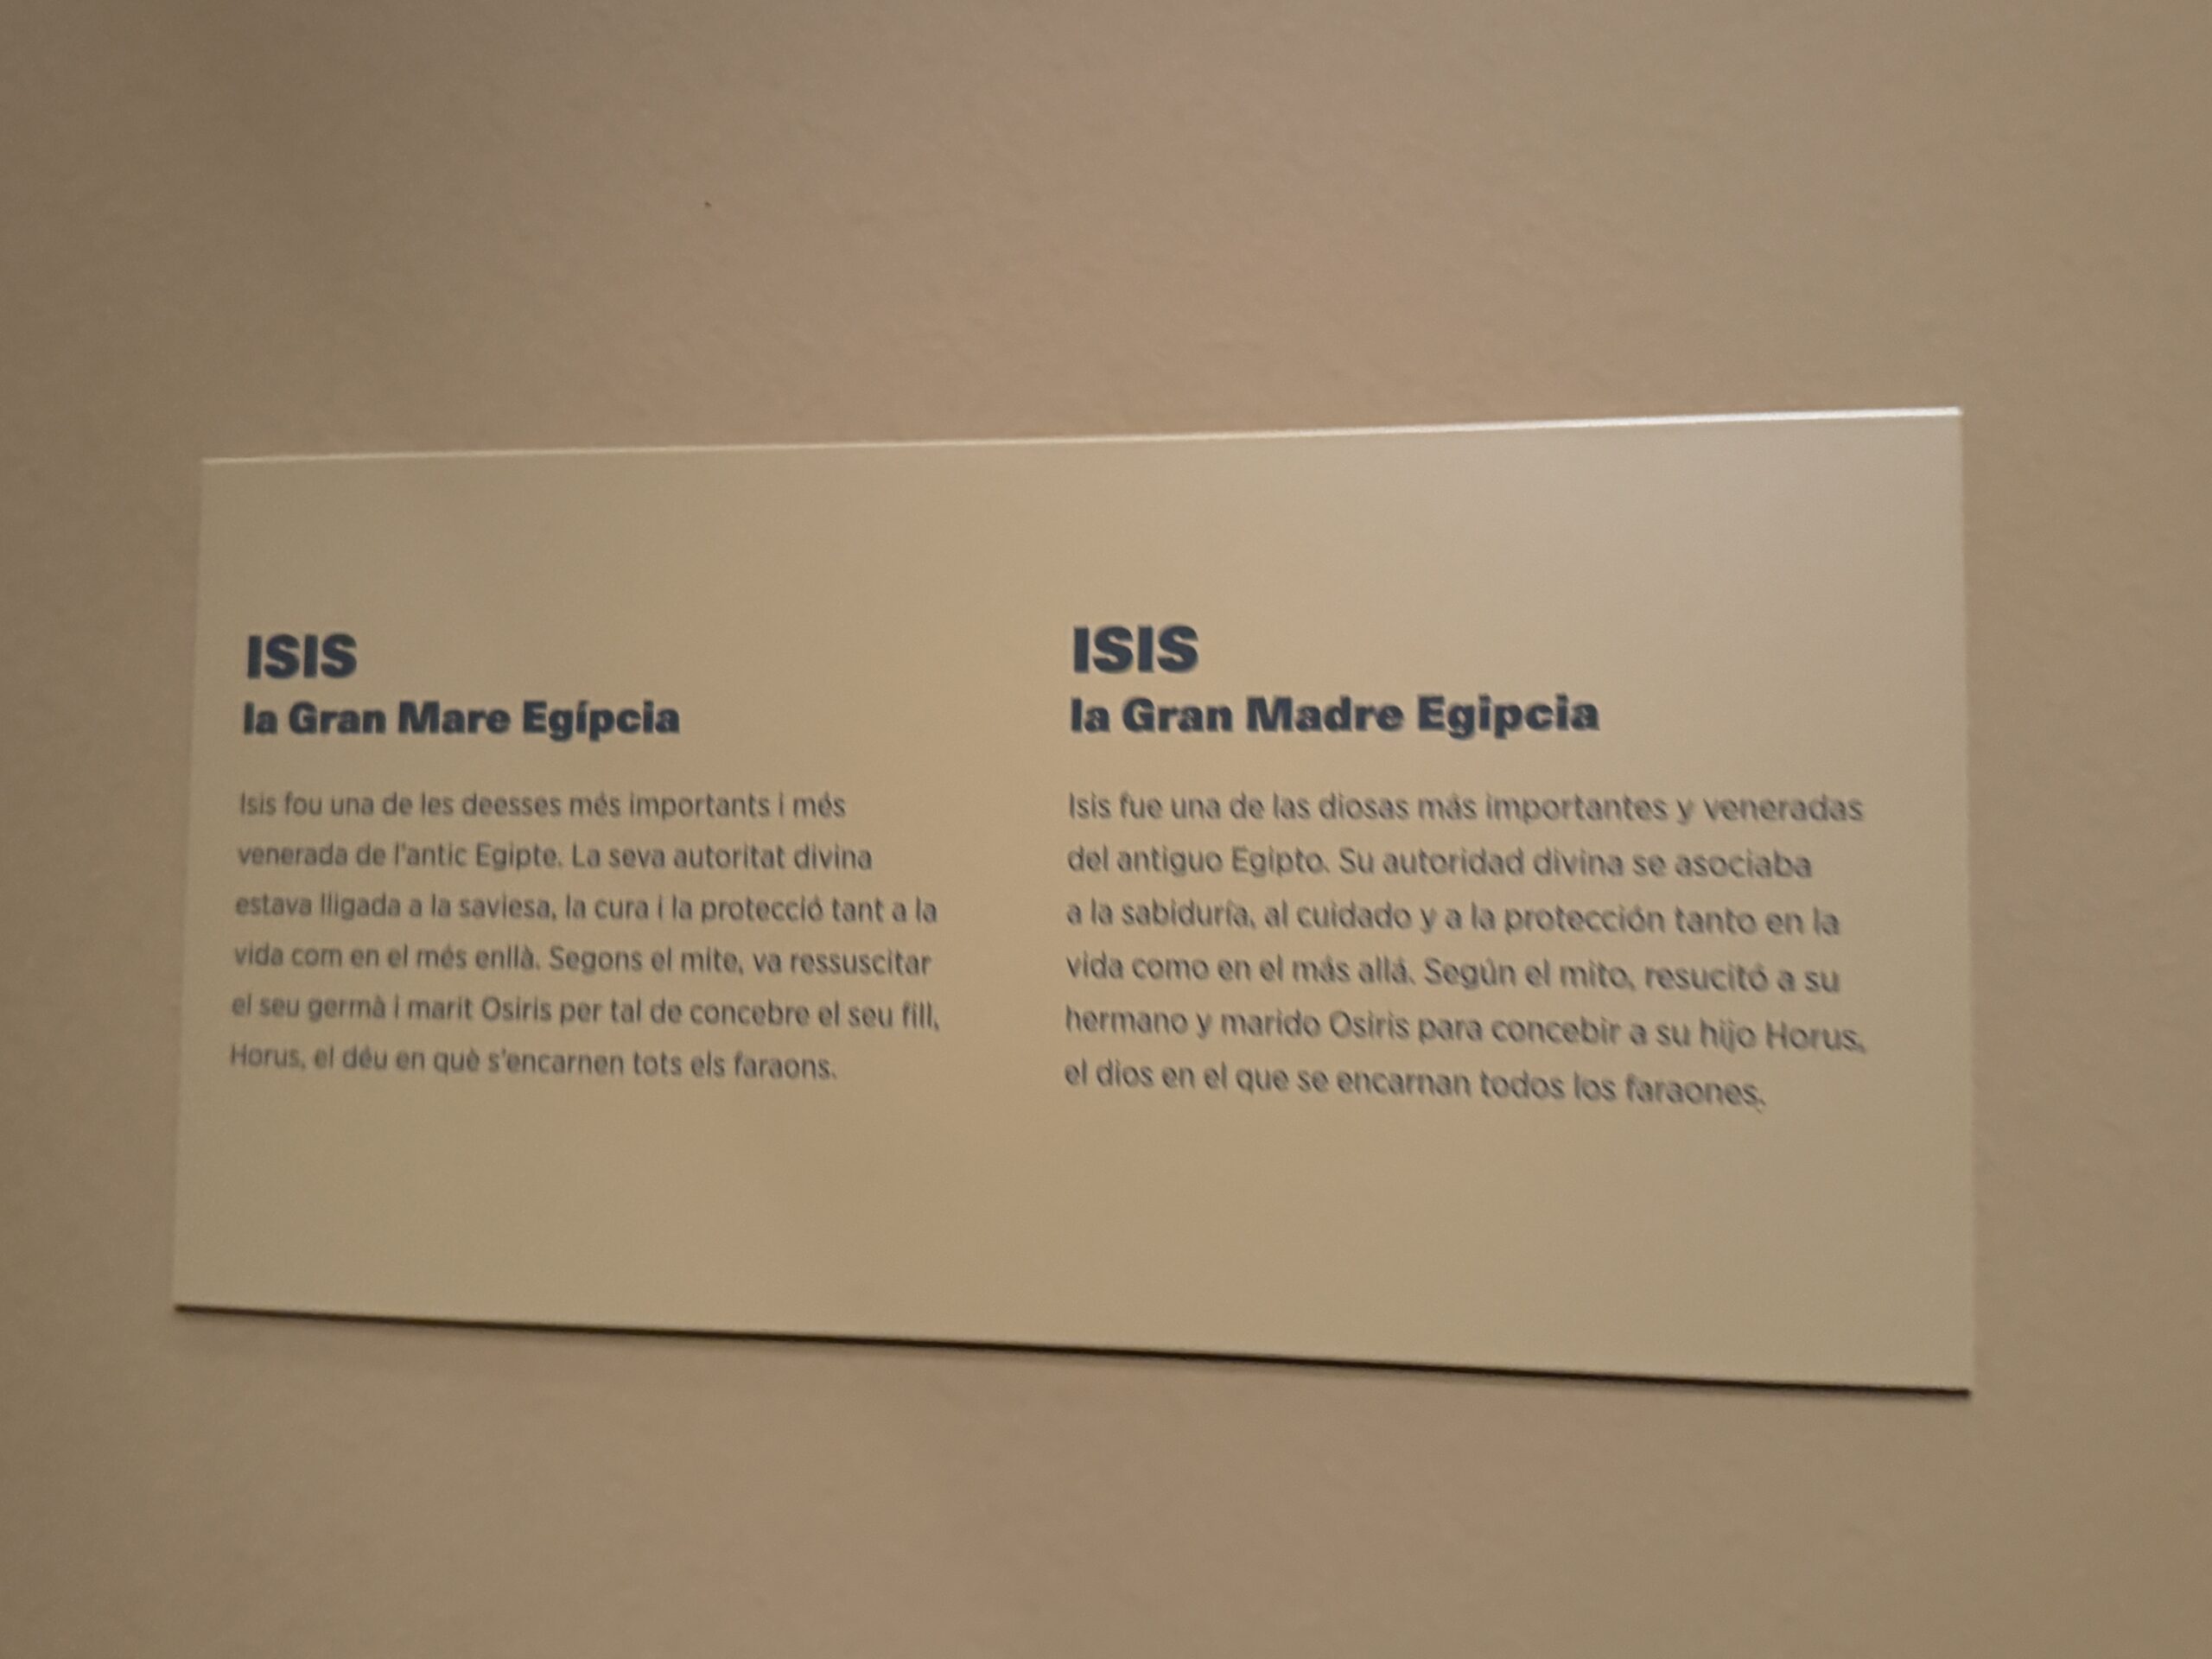 ISIS
la Gran Mare Egípcia
Isis fou una de les deesses més importants i més
venerada de l'antic Egipte. La seva autoritat divina
estava lligada a la saviesa, la cura i la protecció tant a la
vida com en el més enllà. Segons el mite, va ressuscitar
el seu germà i marit Osiris per tal de concebre el seu fill,
Horus, el déu en què s'encarnen tots els faraons.
ISIS
la Gran Madre Egipcia
Isis fue una de las diosas más importantes y veneradas
del antiguo Egipto. Su autoridad divina se asociaba
a la sabiduría, al cuidado y a la protección tanto en la
vida como en el más allá. Según el mito, resucitó a su
hermano y marido Osiris para concebir a su hijo Horus,
el dios en el que se encarnan todos los faraones.